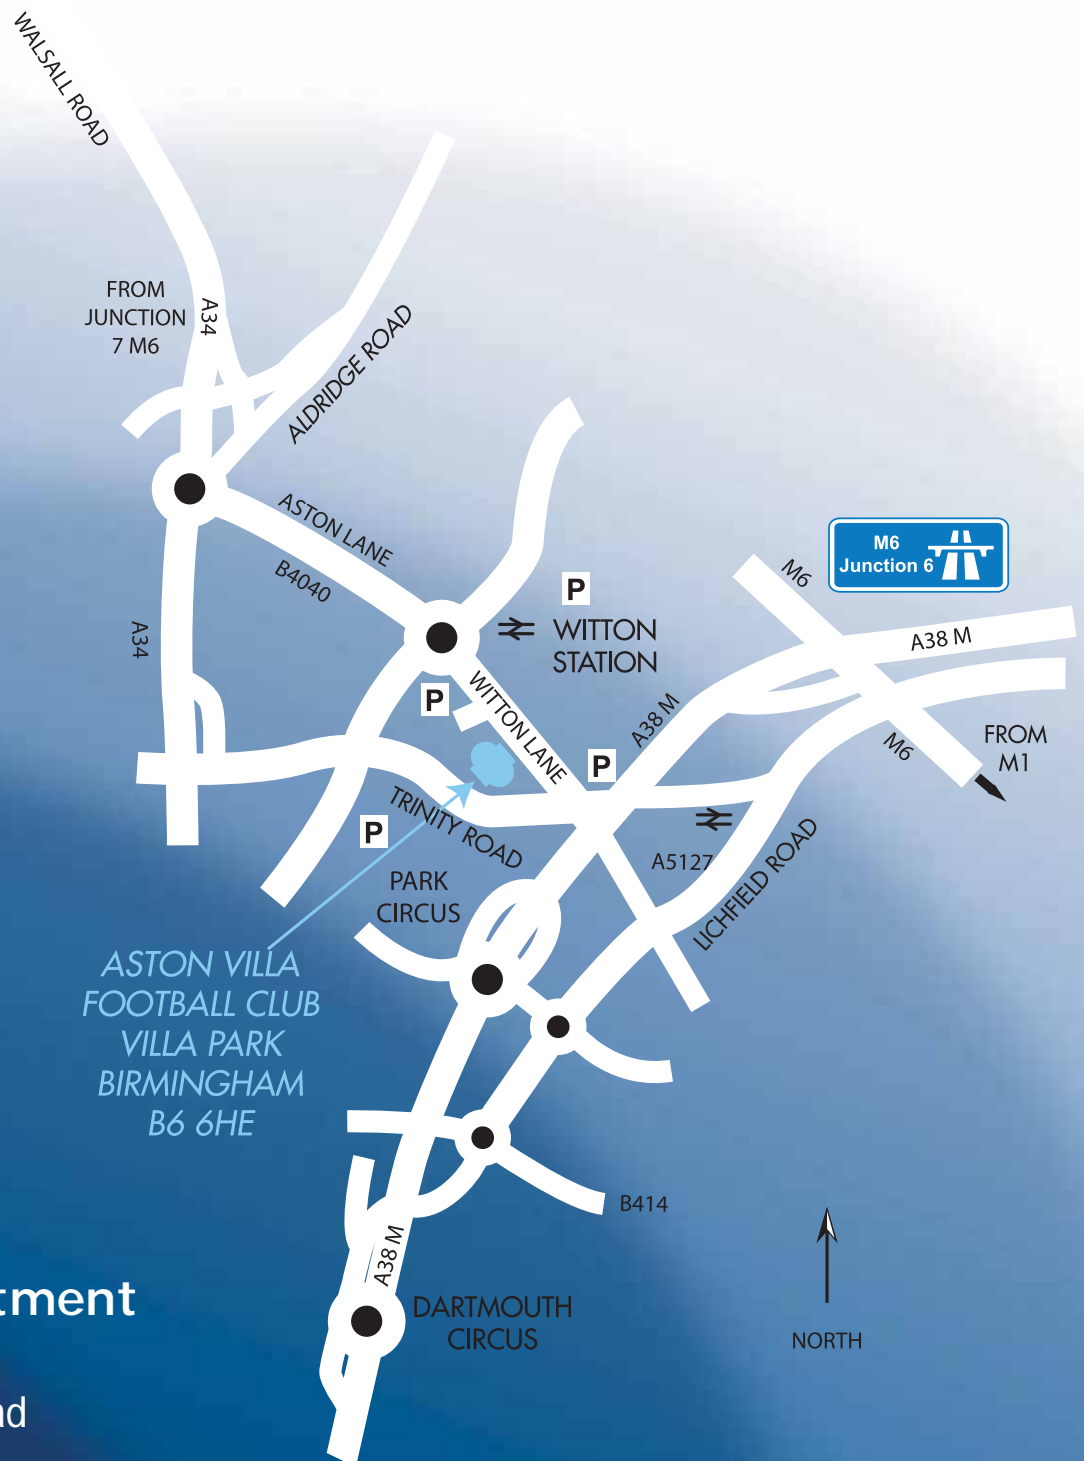 WALSALL ROAD
FROM
JUNCTION
7 M6
A34
ALDRIDGE ROAD
ASTON LANE
B4040
A34
P
WITTON
STATION
M6
Junction 6
M6
A38 M
P
WITTON LANE
A38 M
M6
FROM
M1
P
TRINITY ROAD
P
A5127
LICHFIELD ROAD
PARK
CIRCUS
ASTON VILLA
FOOTBALL CLUB
VILLA PARK
BIRMINGHAM
B6 6HE
B414
A38 M
DARTMOUTH
CIRCUS
NORTH
tment